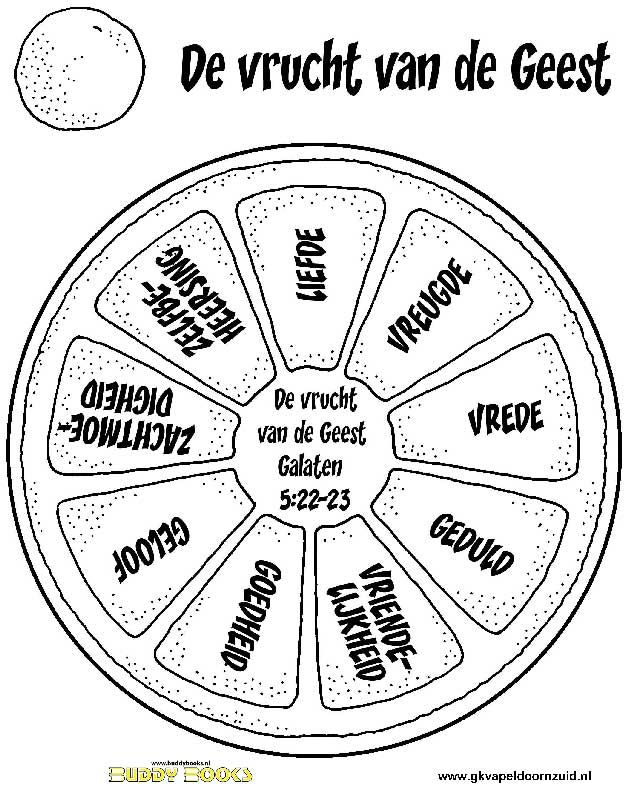 De vrucht van de Geest
LIEFDE
VREUGDE
VREDE
GEDULD
VRIENDE-
LIJKHEID
GOEDHEID
GELOOF
ZACHTMOE-
DIGHEID
ZELFBE-
HEERSING
De vrucht
van de Geest
Galaten
5:22-23
www.buddybooks.nl
BUDDY BOOKS
www.gkvapeldoornzuid.nl